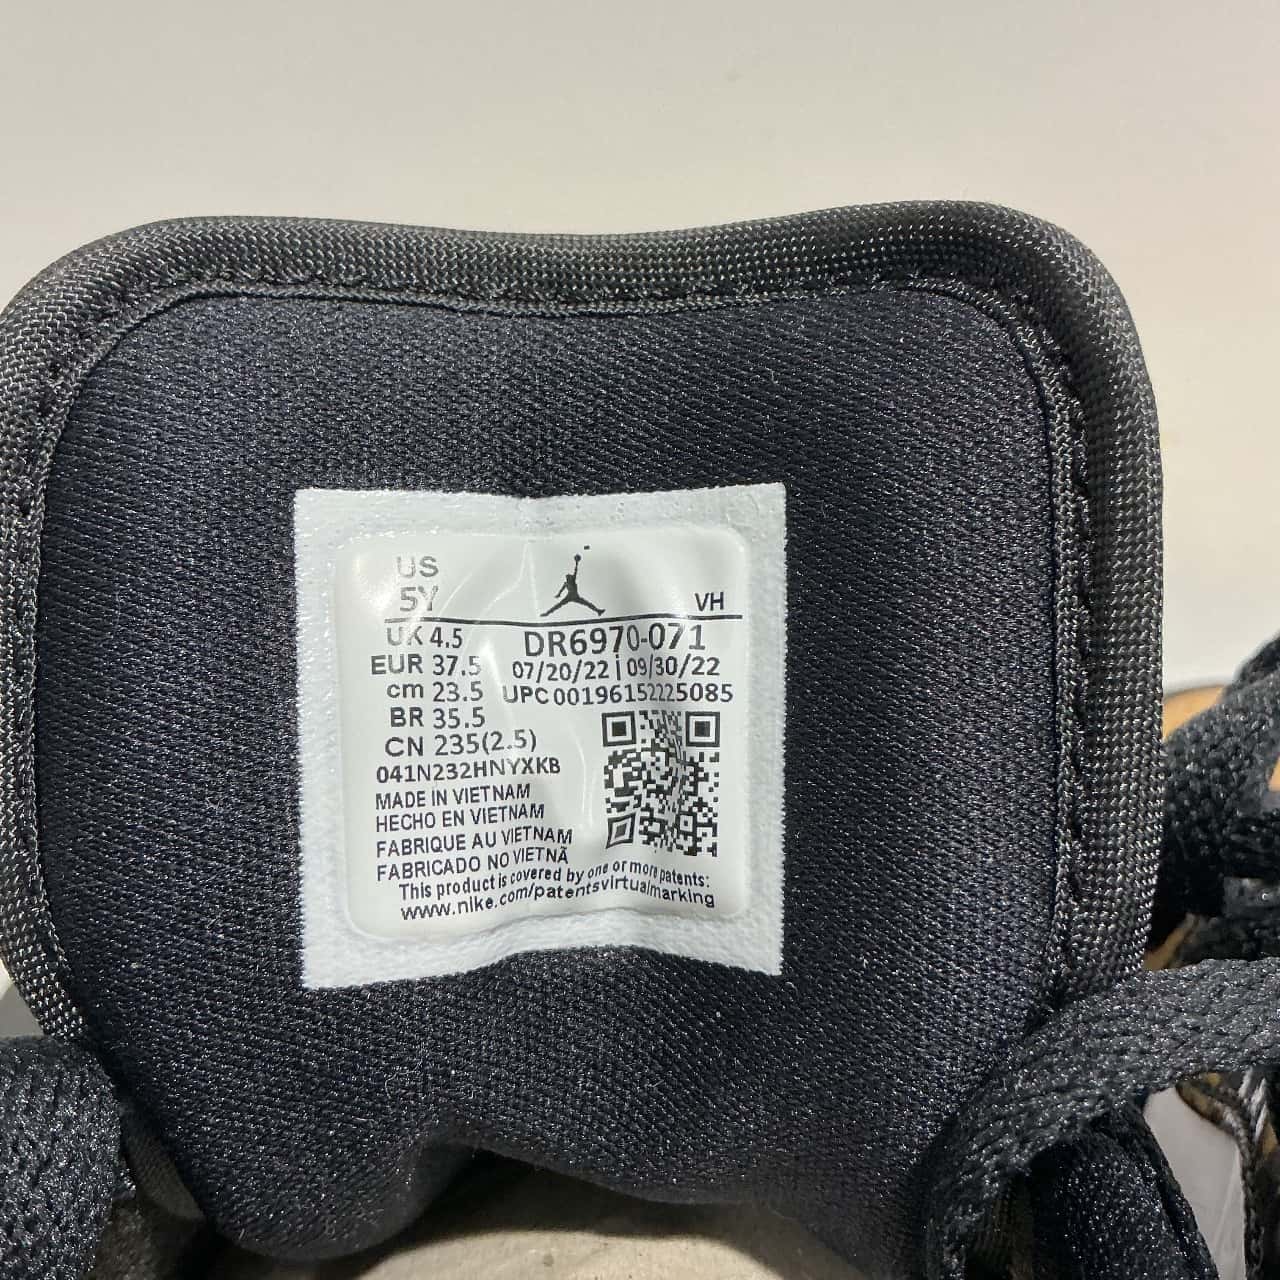 US
5Y
VH
UK 4.5
DR6970-071
EUR 37.5
07/20/22 | 09/30/22
cm 23.5
UPC 00196152225085
BR 35.5
CN 235(2.5)
041N232HNYXKB
MADE IN VIETNAM
HECHO EN VIETNAM
FABRIQUE AU VIETNAM
FABRICADO NO VIETNÃ
This product is covered by one or more patents:
www.nike.com/patentsvirtualmarking